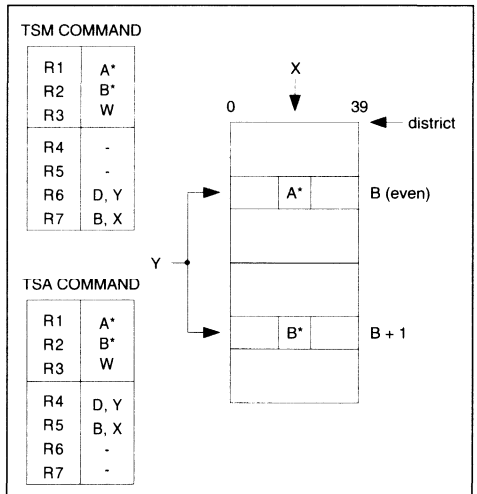 TSM COMMAND
R1 A*
R2 B*
R3 W
R4 -
R5 -
R6 D, Y
R7 B, X
TSA COMMAND
R1 A*
R2 B*
R3 W
R4 D, Y
R5 B, X
R6 -
R7 -
X
0 39
district
A* B (even)
Y
B* B + 1